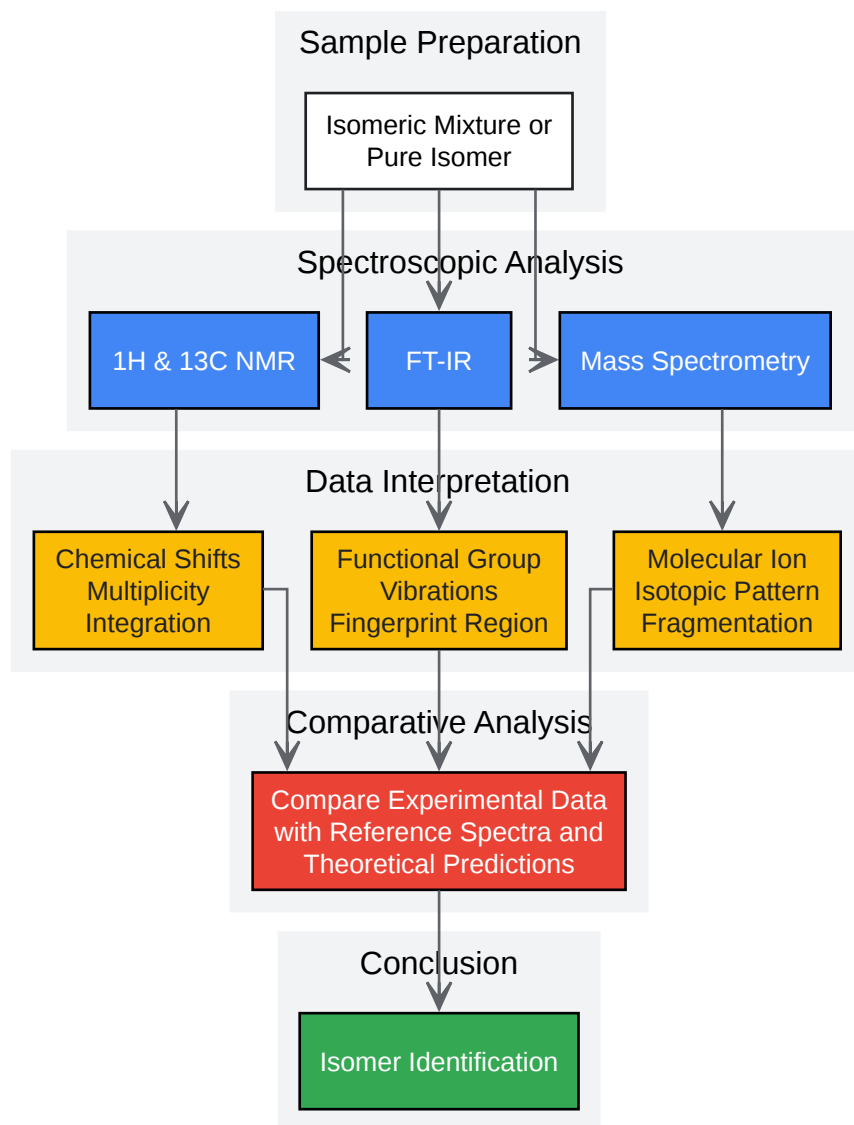 Sample Preparation
Isomeric Mixture or
Pure Isomer
Spectroscopic Analysis
1H & 13C NMR
FT-IR
Mass Spectrometry
Data Interpretation
Chemical Shifts
Multiplicity
Integration
Functional Group
Vibrations
Fingerprint Region
Molecular Ion
Isotopic Pattern
Fragmentation
Comparative Analysis
Compare Experimental Data
with Reference Spectra and
Theoretical Predictions
Conclusion
Isomer Identification